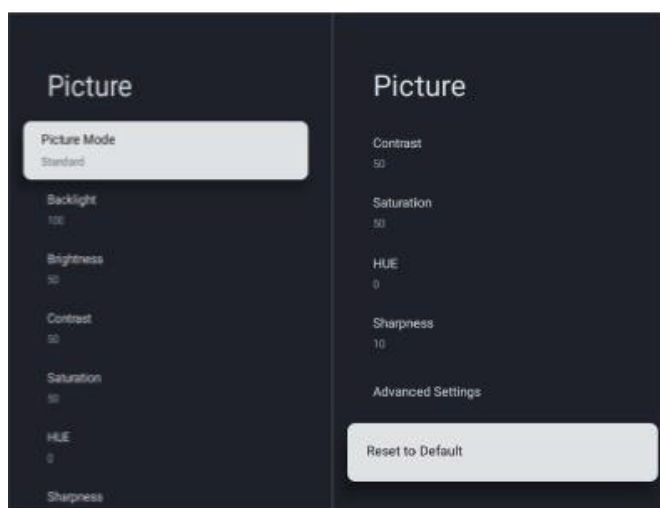 Picture
Picture Mode
Standard
Backlight
100
Brightness
50
Contrast
50
Saturation
50
HUE
0
Sharpness
Picture
Contrast
50
Saturation
50
HUE
0
Sharpness
10
Advanced Settings
Reset to Default